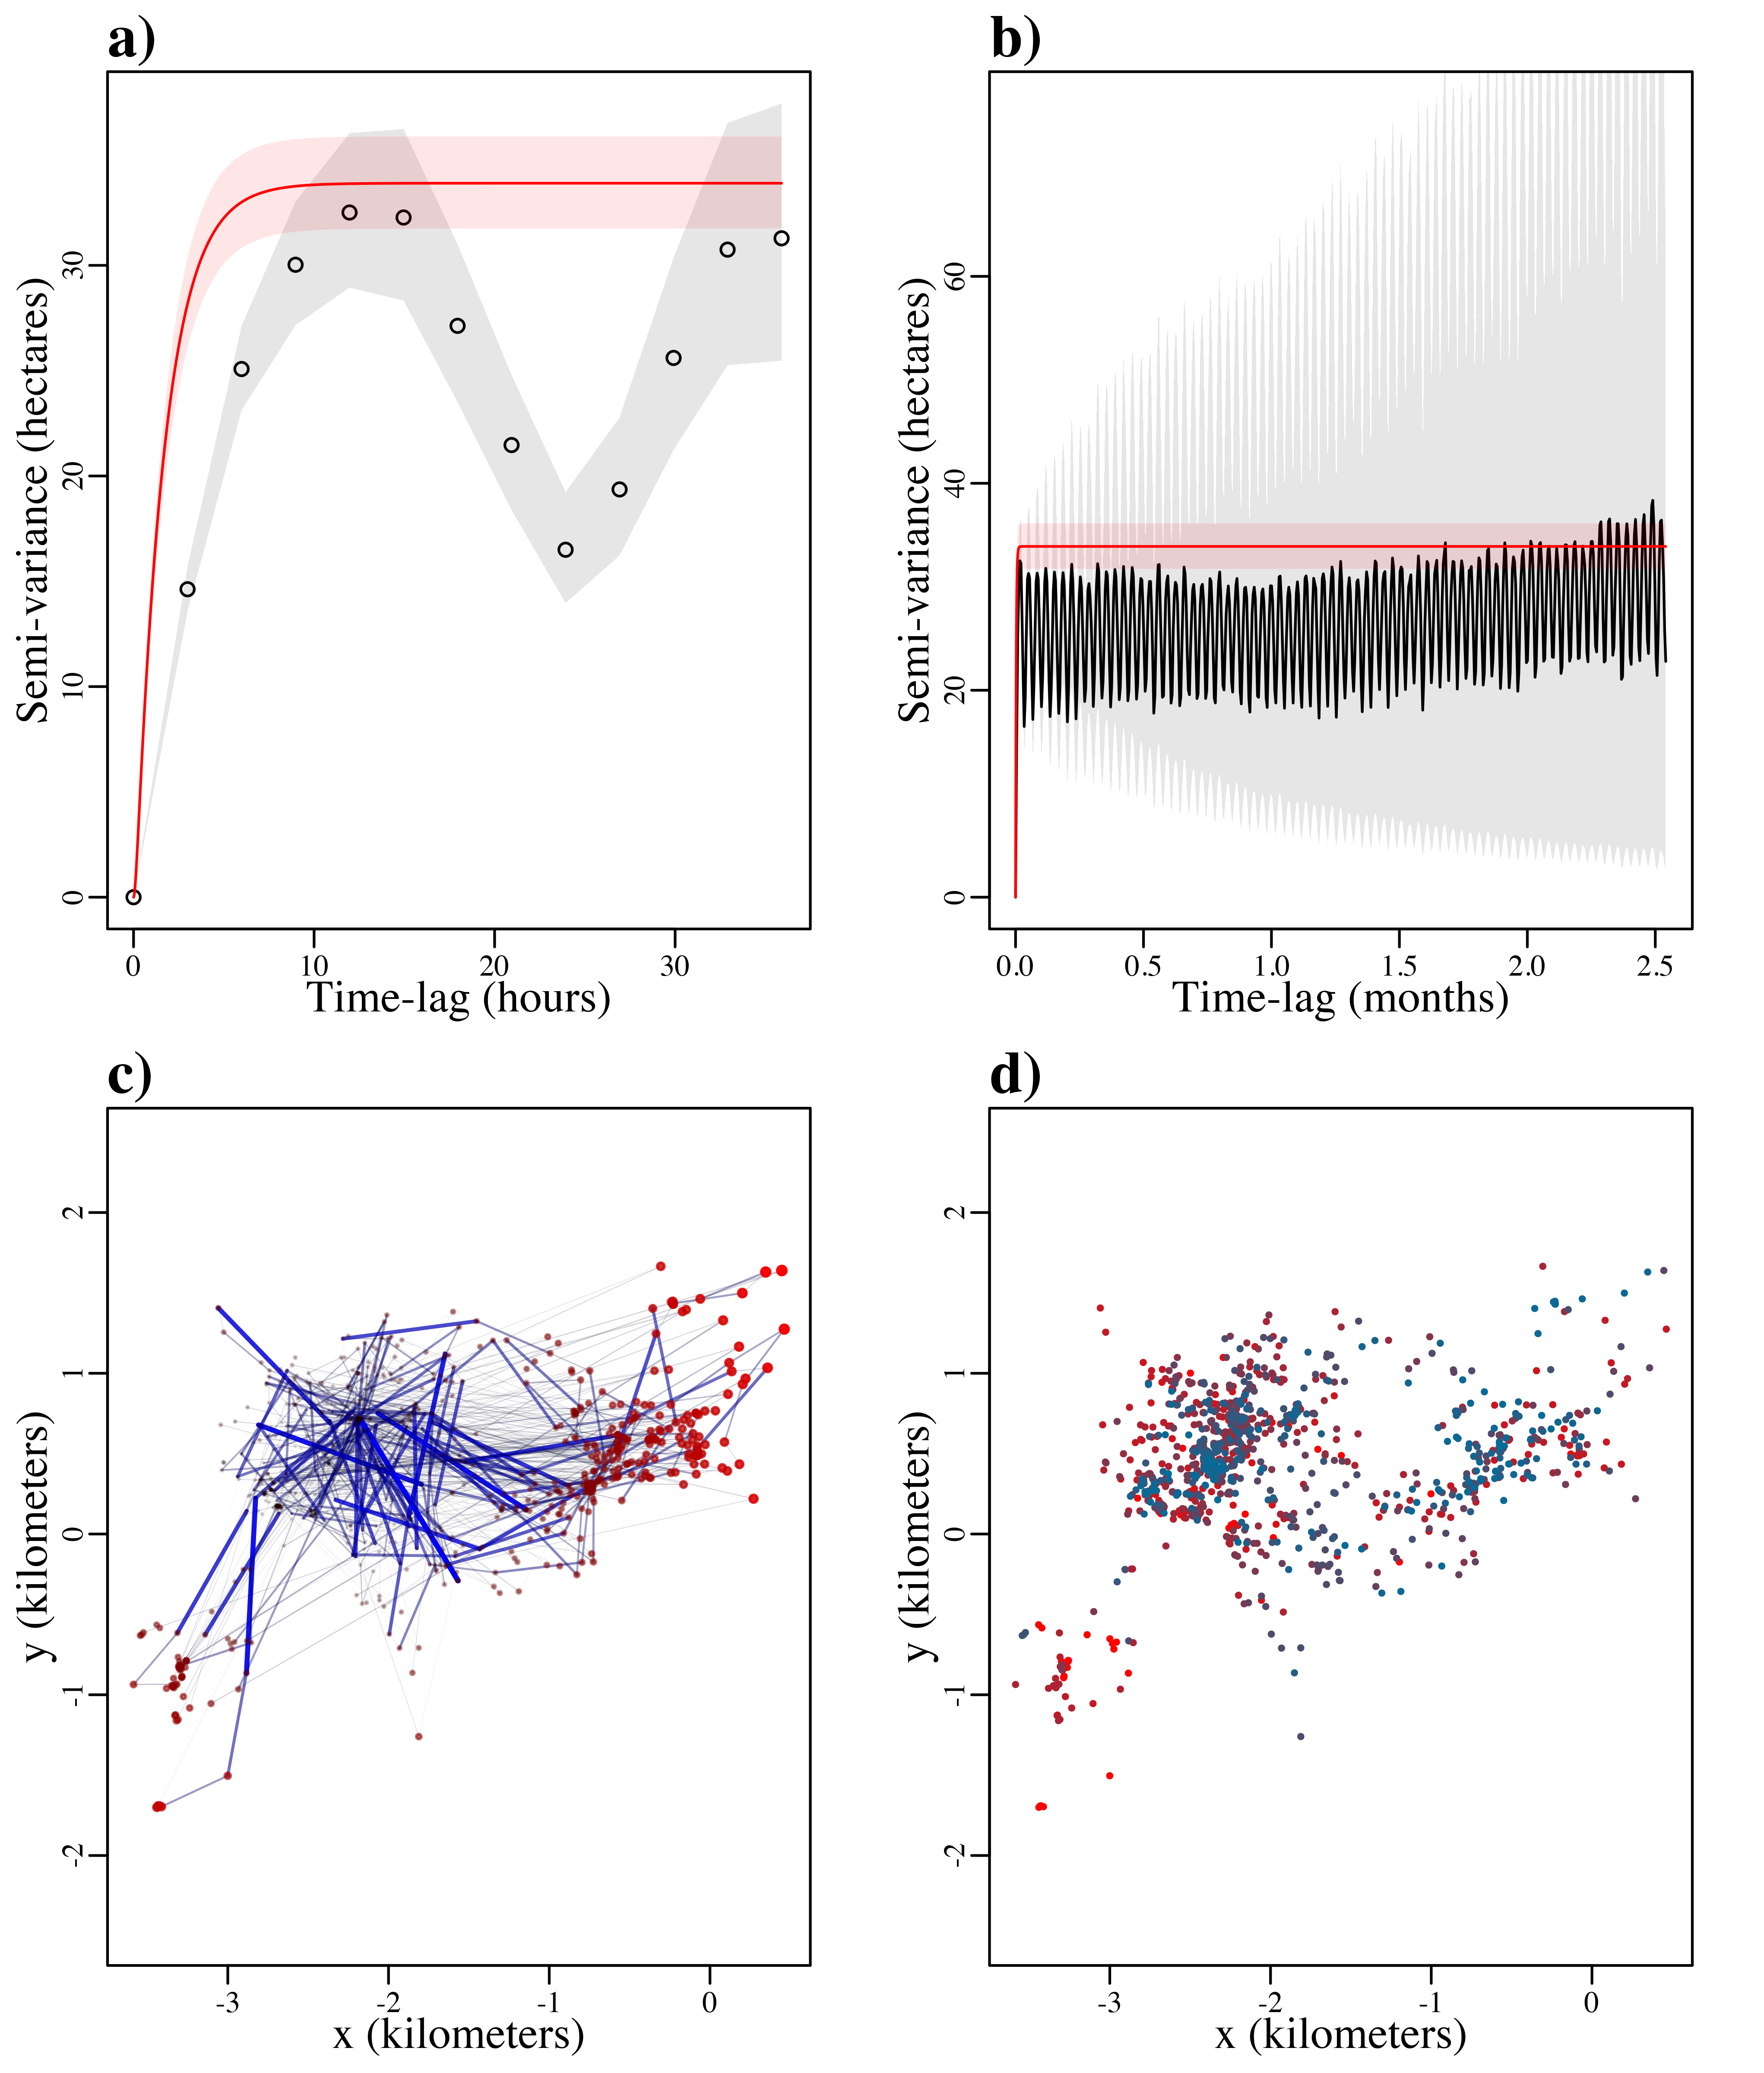 a)
Semi-variance (hectares)
0 10 20 30
0 10 20 30
Time-lag (hours)
b)
Semi-variance (hectares)
0 20 40 60
0.0 0.5 1.0 1.5 2.0 2.5
Time-lag (months)
c)
y (kilometers)
-2 -1 0 1 2
-3 -2 -1 0
x (kilometers)
d)
y (kilometers)
-2 -1 0 1 2
-3 -2 -1 0
x (kilometers)